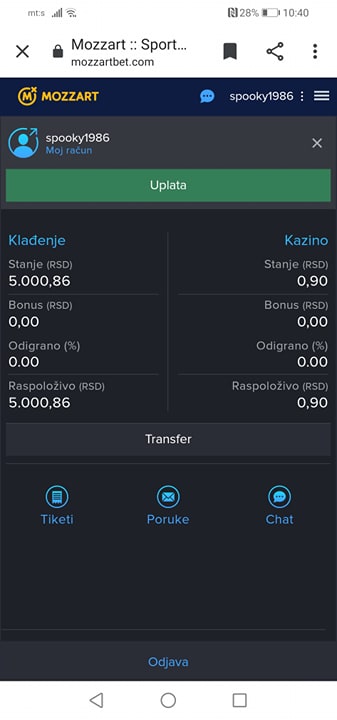 mt:s 28% 10:40
Mozzart :: Sport...
mozzartbet.com
MOZZART spooky1986
spooky1986
Moj račun
Uplata
Klađenje Kazino
Stanje (RSD) Stanje (RSD)
5.000,86 0,90
Bonus (RSD) Bonus (RSD)
0,00 0,00
Odigrano (%) Odigrano (%)
0.00 0.00
Raspoloživo (RSD) Raspoloživo (RSD)
5.000,86 0,90
Transfer
Tiketi Poruke Chat
Odjava